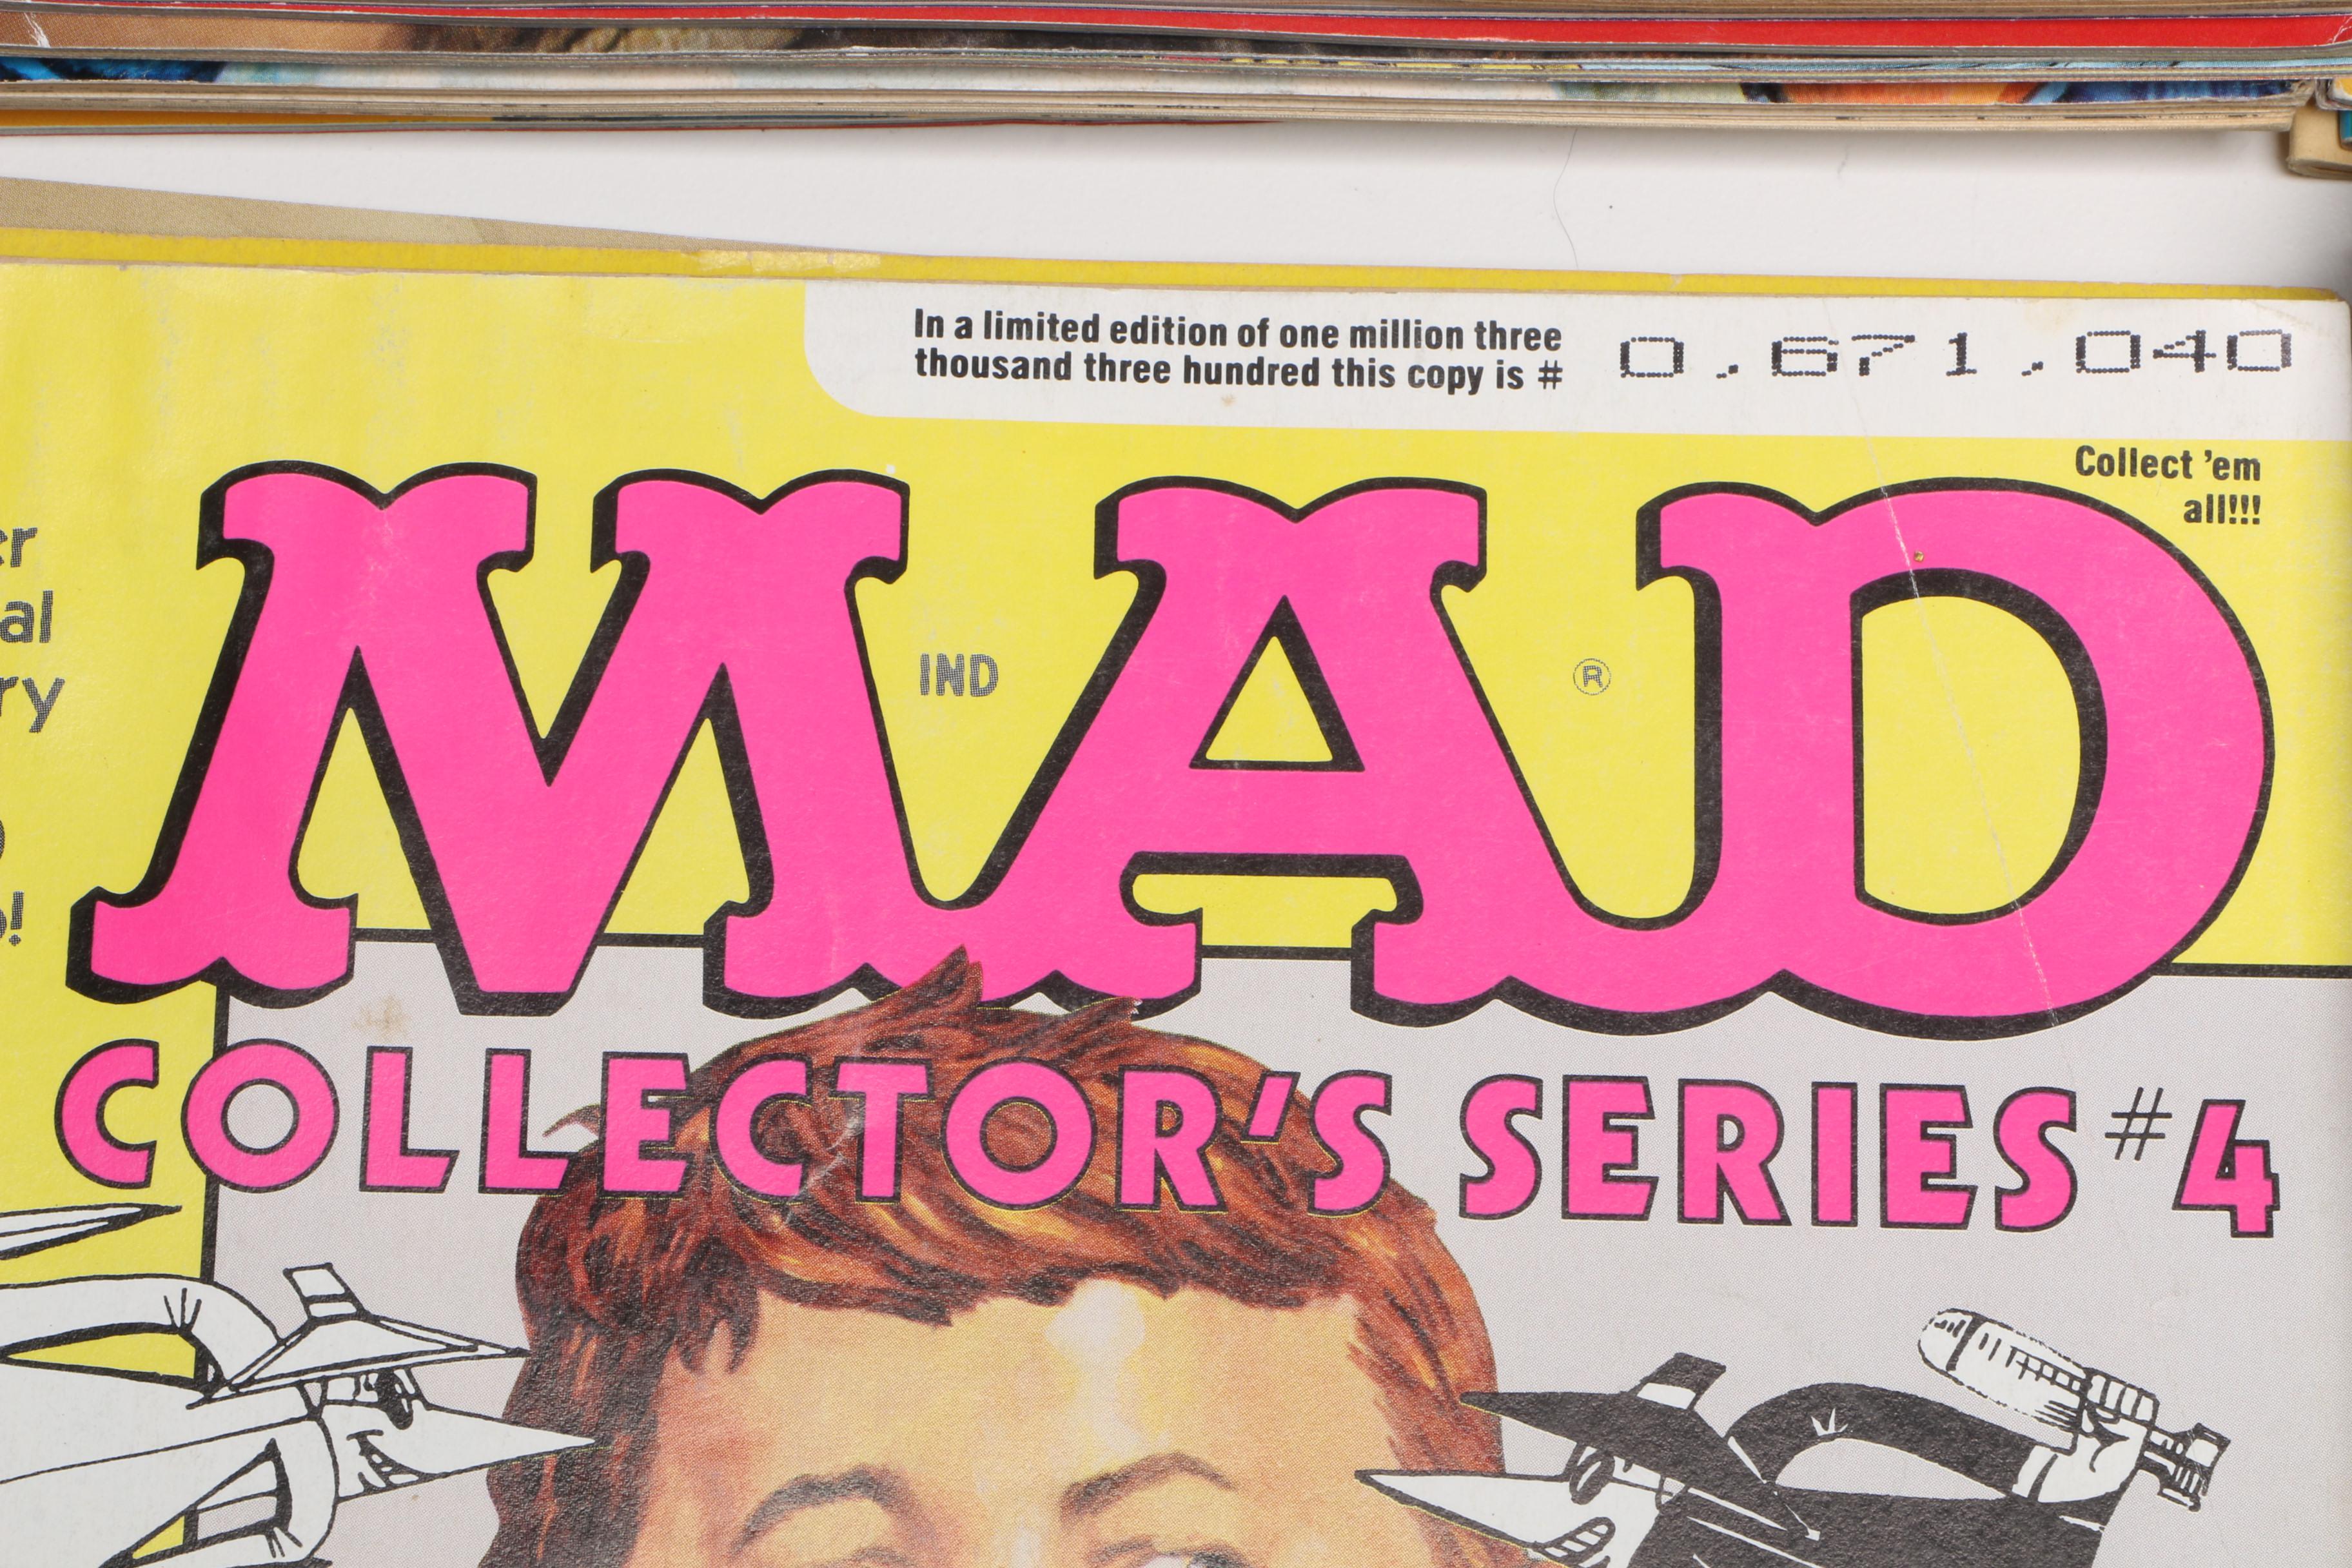 In a limited edition of one million three
thousand three hundred this copy is # 0.671.040
Collect 'em
all!!!
MAD
IND
®
COLLECTOR'S SERIES #4